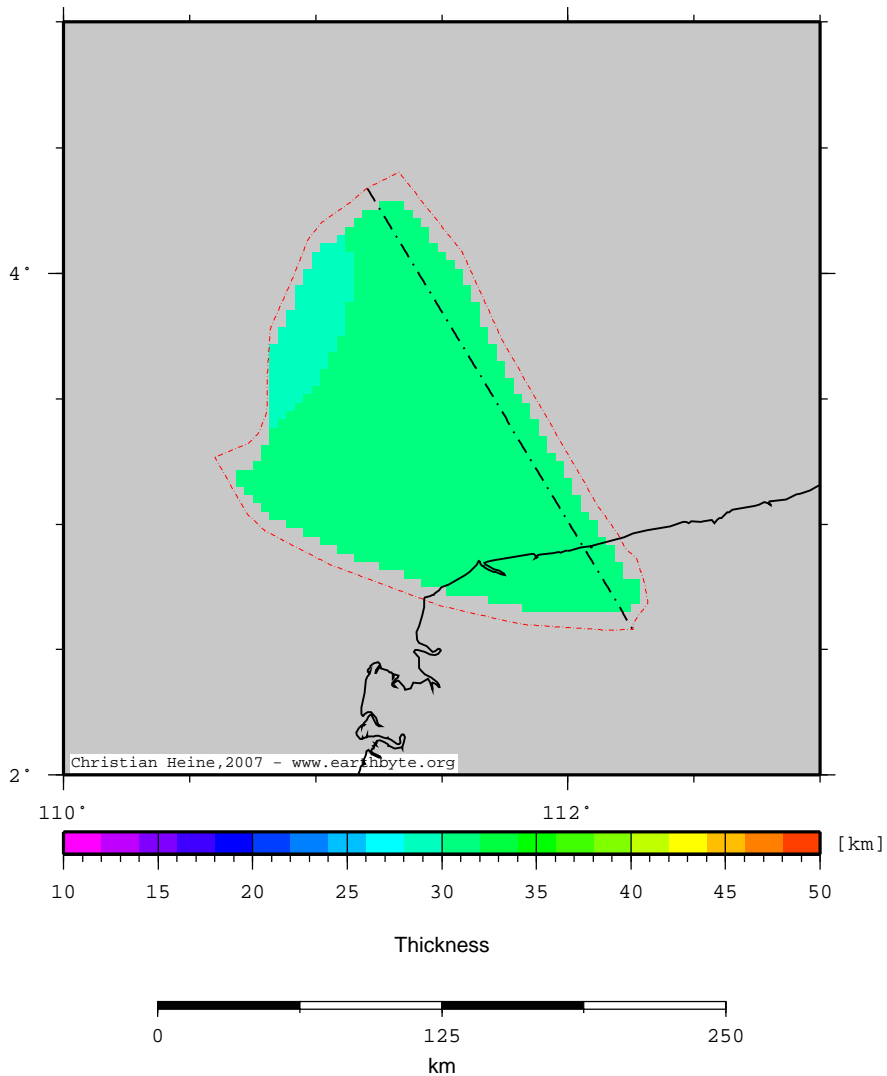 4°
2°
Christian Heine,2007 - www.earthbyte.org
110° 112°
[km]
10 15 20 25 30 35 40 45 50
Thickness
0 125 250
km